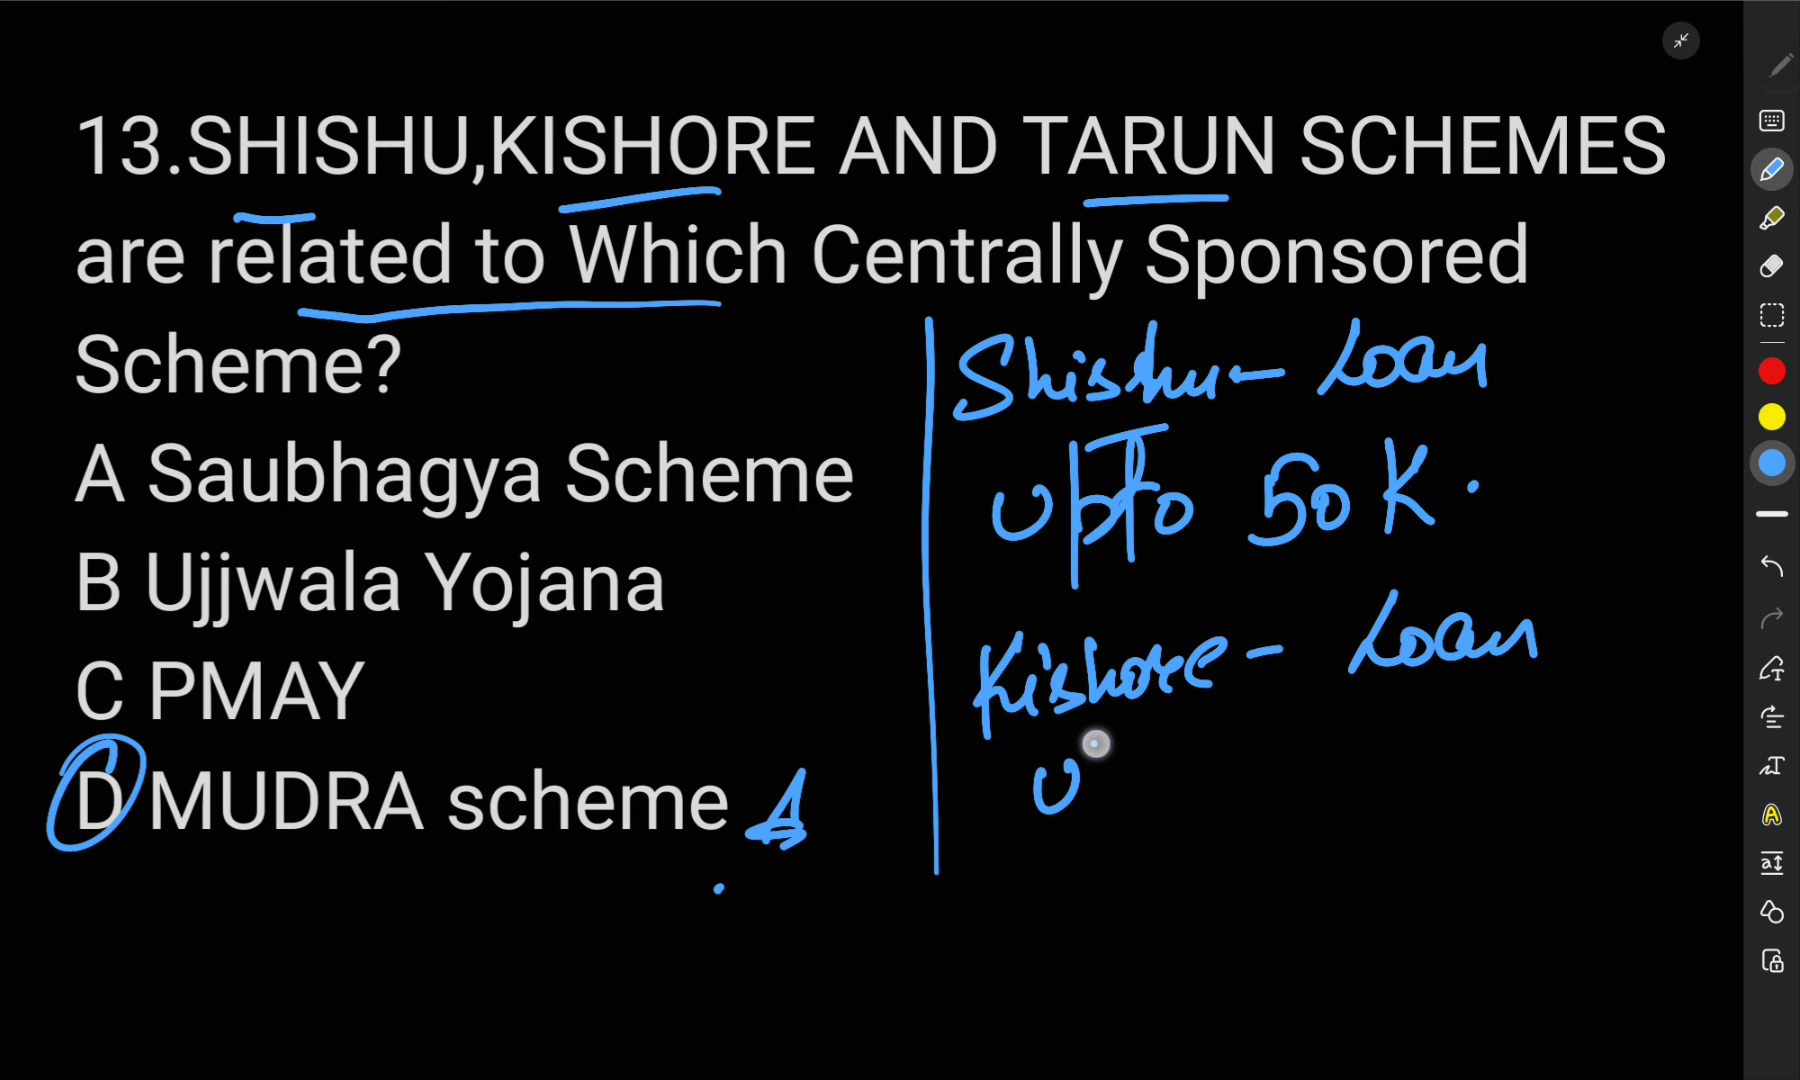 13.SHISHU,KISHORE AND TARUN SCHEMES
are related to Which Centrally Sponsored
Scheme?
A Saubhagya Scheme
B Ujjwala Yojana
C PMAY
D MUDRA scheme
Shishu - Loan
upto 50 K.
Kishore - Loan
U